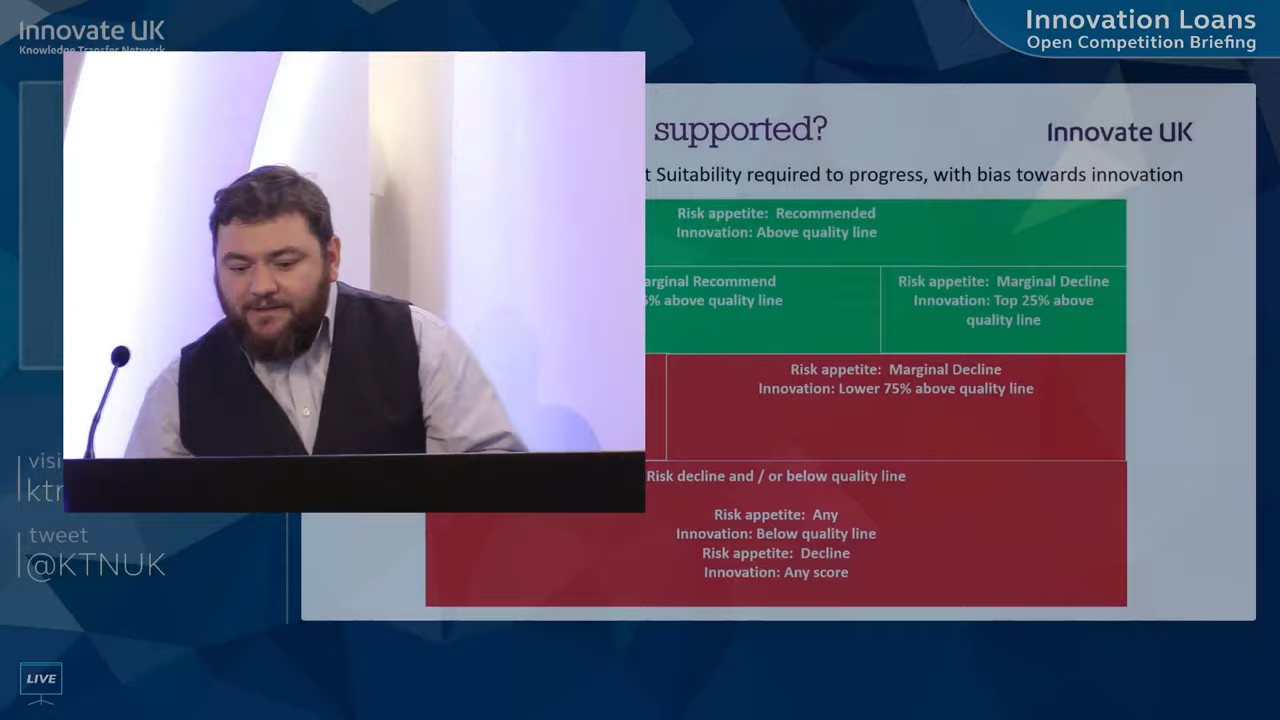 Innovate UK
Knowledge Transfer Network
Innovation Loans
Open Competition Briefing
supported?
Innovate UK
t Suitability required to progress, with bias towards innovation
Risk appetite: Recommended
Innovation: Above quality line
arginal Recommend
% above quality line
Risk appetite: Marginal Decline
Innovation: Top 25% above
quality line
Risk appetite: Marginal Decline
Innovation: Lower 75% above quality line
Risk decline and / or below quality line
Risk appetite: Any
Innovation: Below quality line
Risk appetite: Decline
Innovation: Any score
visi
ktn
tweet
@KTNUK
LIVE